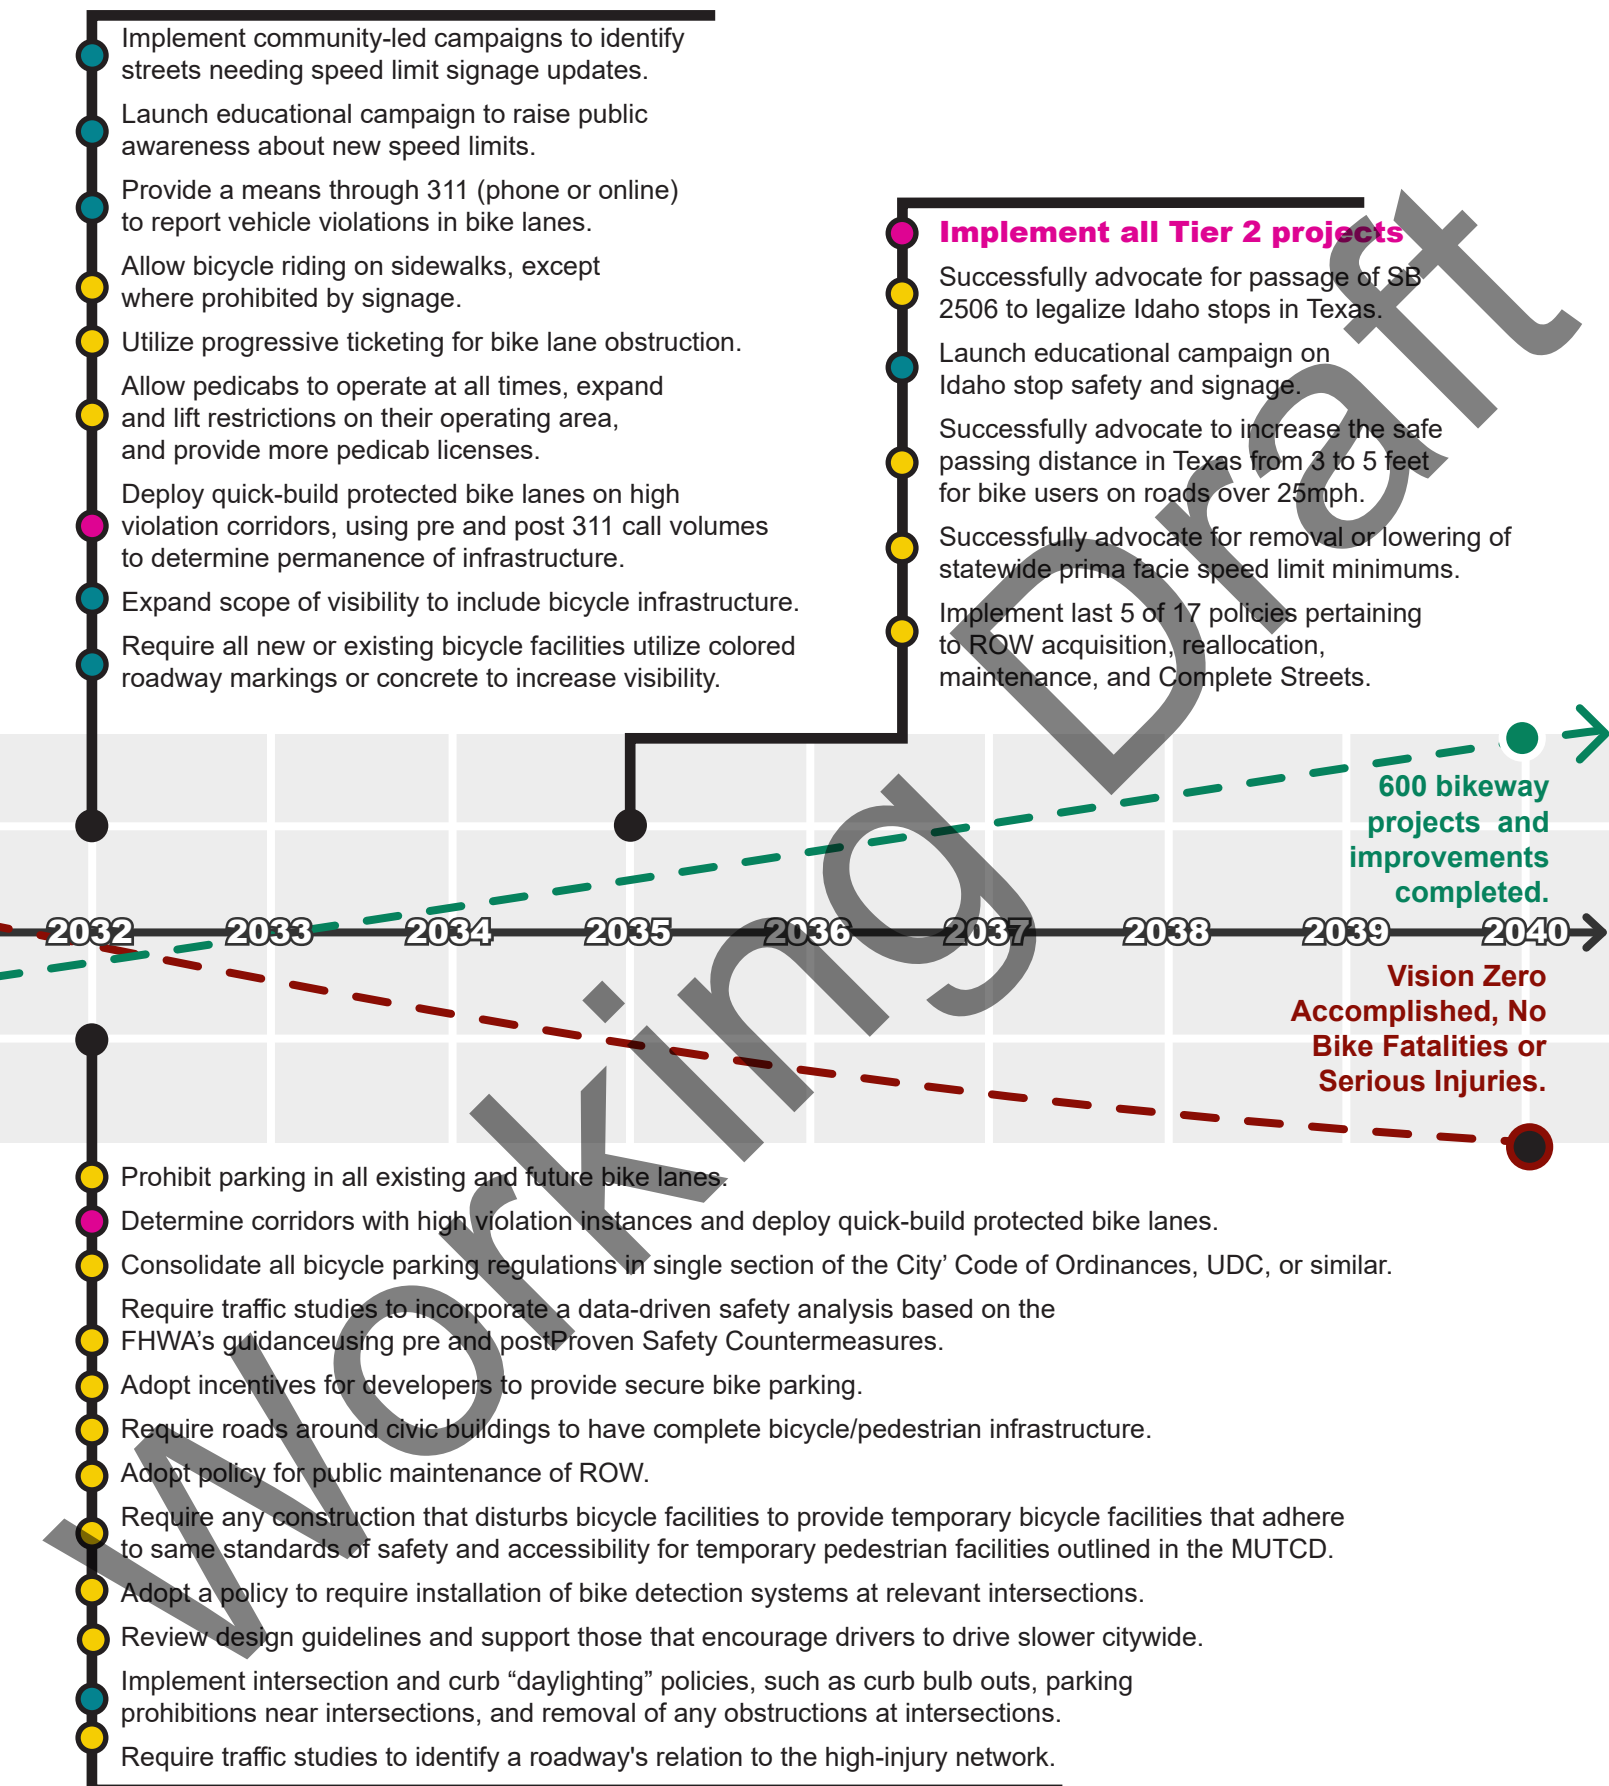 Implement community-led campaigns to identify
streets needing speed limit signage updates.
Launch educational campaign to raise public
awareness about new speed limits.
Provide a means through 311 (phone or online)
to report vehicle violations in bike lanes.
Allow bicycle riding on sidewalks, except
where prohibited by signage.
Utilize progressive ticketing for bike lane obstruction.
Allow pedicabs to operate at all times, expand
and lift restrictions on their operating area,
and provide more pedicab licenses.
Deploy quick-build protected bike lanes on high
violation corridors, using pre and post 311 call volumes
to determine permanence of infrastructure.
Expand scope of visibility to include bicycle infrastructure.
Require all new or existing bicycle facilities utilize colored
roadway markings or concrete to increase visibility.
Implement all Tier 2 projects
Successfully advocate for passage of SB
2506 to legalize Idaho stops in Texas.
Launch educational campaign on
Idaho stop safety and signage.
Successfully advocate to increase the safe
passing distance in Texas from 3 to 5 feet
for bike users on roads over 25mph.
Successfully advocate for removal or lowering of
statewide prima facie speed limit minimums.
Implement last 5 of 17 policies pertaining
to ROW acquisition, reallocation,
maintenance, and Complete Streets.
600 bikeway
projects and
improvements
completed.
2032 2033 2034 2035 2036 2037 2038 2039 2040
Vision Zero
Accomplished, No
Bike Fatalities or
Serious Injuries.
Prohibit parking in all existing and future bike lanes.
Determine corridors with high violation instances and deploy quick-build protected bike lanes.
Consolidate all bicycle parking regulations in single section of the City' Code of Ordinances, UDC, or similar.
Require traffic studies to incorporate a data-driven safety analysis based on the
FHWA's guidanceusing pre and postProven Safety Countermeasures.
Adopt incentives for developers to provide secure bike parking.
Require roads around civic buildings to have complete bicycle/pedestrian infrastructure.
Adopt policy for public maintenance of ROW.
Require any construction that disturbs bicycle facilities to provide temporary bicycle facilities that adhere
to same standards of safety and accessibility for temporary pedestrian facilities outlined in the MUTCD.
Adopt a policy to require installation of bike detection systems at relevant intersections.
Review design guidelines and support those that encourage drivers to drive slower citywide.
Implement intersection and curb “daylighting” policies, such as curb bulb outs, parking
prohibitions near intersections, and removal of any obstructions at intersections.
Require traffic studies to identify a roadway's relation to the high-injury network.
Working Draft